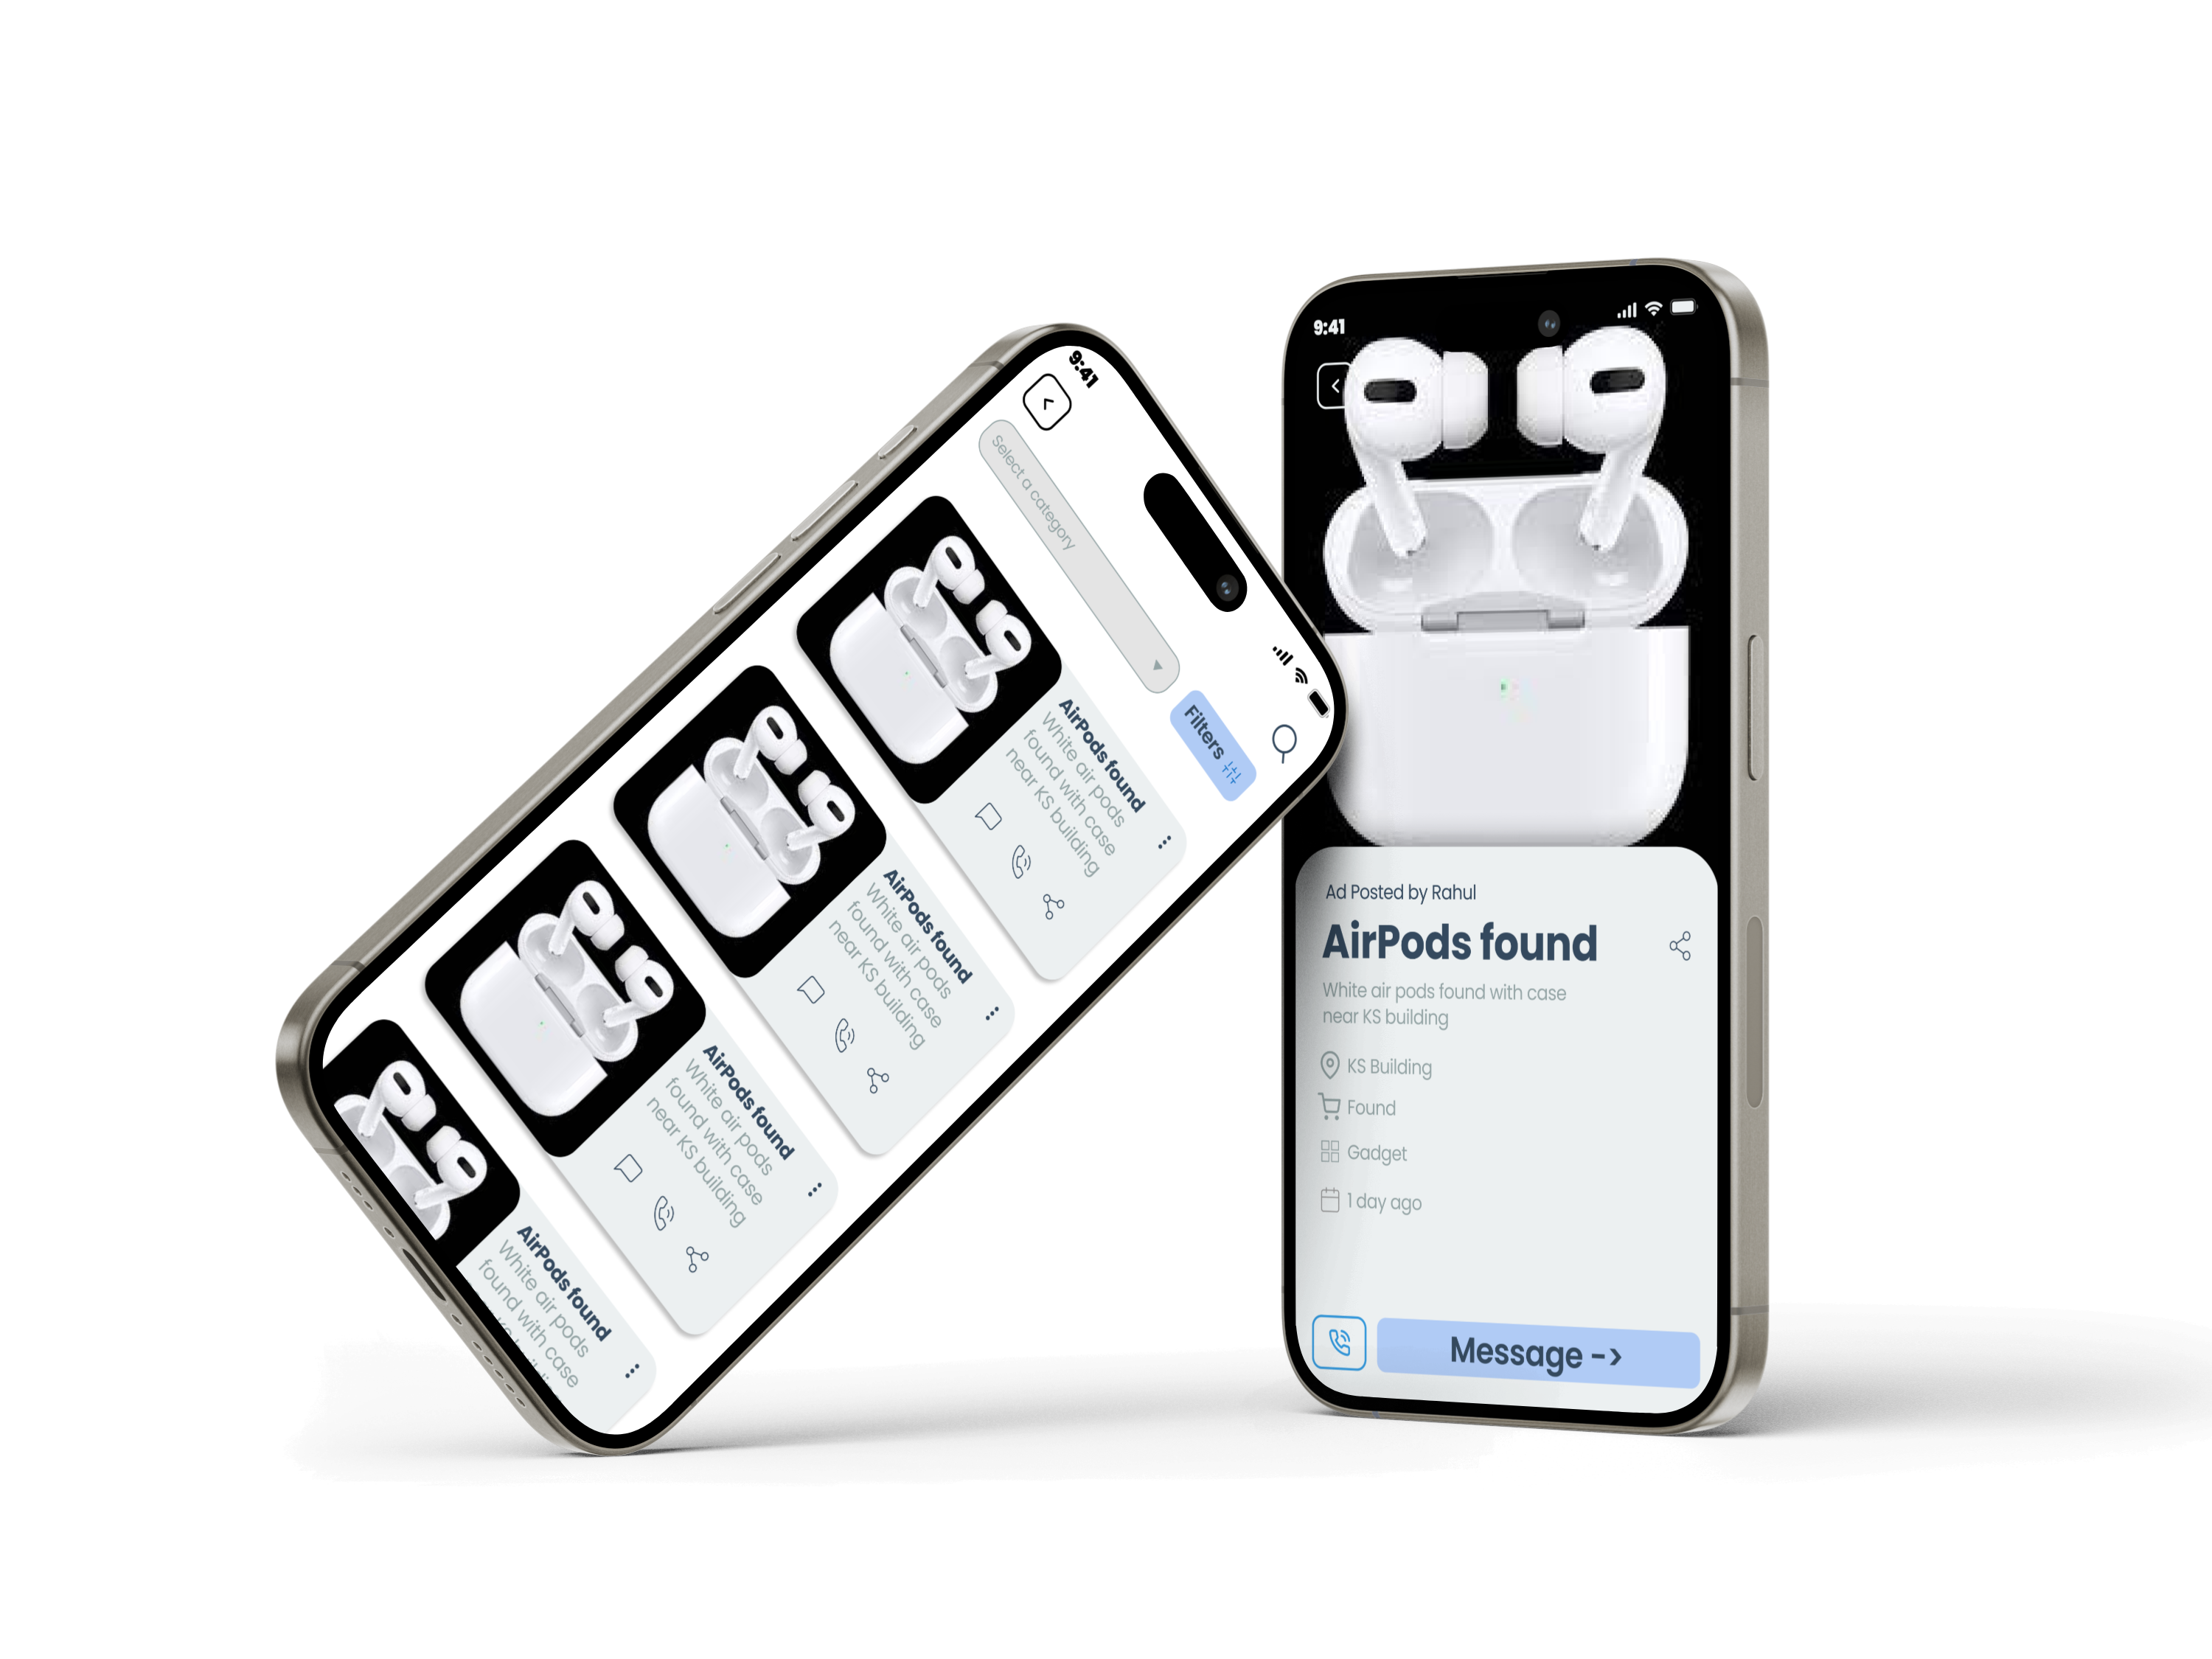 9:41
Select a category
Filters
AirPods found
White air pods
found with case
near KS building
AirPods found
White air pods
found with case
near KS building
AirPods found
White air pods
found with case
near KS building
AirPods found
White air pods
found with case
9:41
Ad Posted by Rahul
AirPods found
White air pods found with case
near KS building
KS Building
Found
Gadget
1 day ago
Message ->